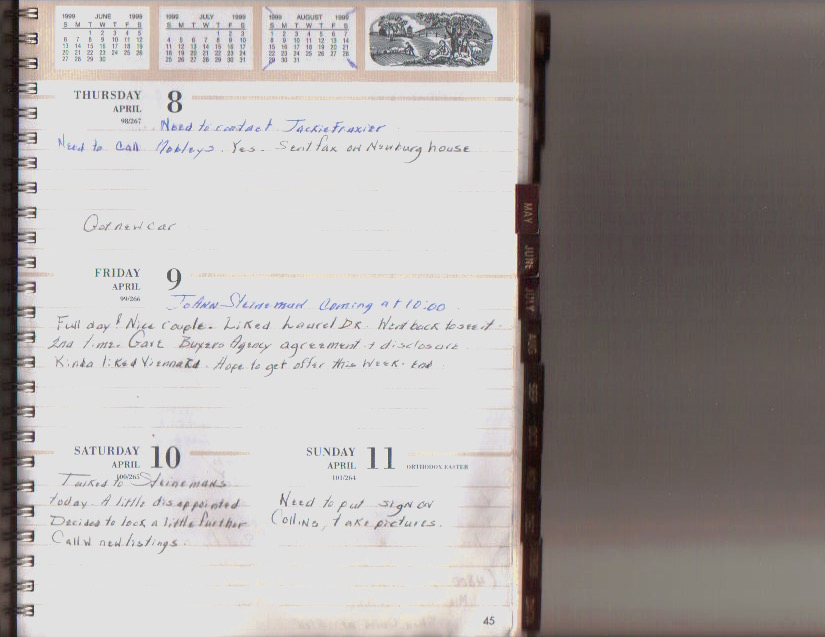 1999 JUNE 1999
S M T W T F S
1 2 3 4 5
6 7 8 9 10 11 12
13 14 15 16 17 18 19
20 21 22 23 24 25 26
27 28 29 30
1999 JULY 1999
S M T W T F S
1 2 3
4 5 6 7 8 9 10
11 12 13 14 15 16 17
18 19 20 21 22 23 24
25 26 27 28 29 30 31
1999 AUGUST 1999
S M T W T F S
1 2 3 4 5 6 7
8 9 10 11 12 13 14
15 16 17 18 19 20 21
22 23 24 25 26 27 28
29 30 31
THURSDAY 8
APRIL
98/267
Need to contact Jackie Fraxier
Need to Call Mobleys. Yes. Sent fax on Newburg house
Got new car
FRIDAY 9
APRIL
99/266
JoAnn Steineman Coming at 10:00
Full day! Nice couple. Liked Laurel DR. Went back to see it
2nd time. Gave Buyers Agency agreement + disclosure
Kinda liked Viennard. Hope to get offer this week-end
SATURDAY 10
APRIL
100/265
Talked to Steinemans
today. A little disappointed
Decided to look a little further
Call w new listings.
SUNDAY 11
APRIL ORTHODOX EASTER
101/264
Need to put sign on
Collins, take pictures.
45
MAY
JUNE
JULY
AUG
SEP
OCT